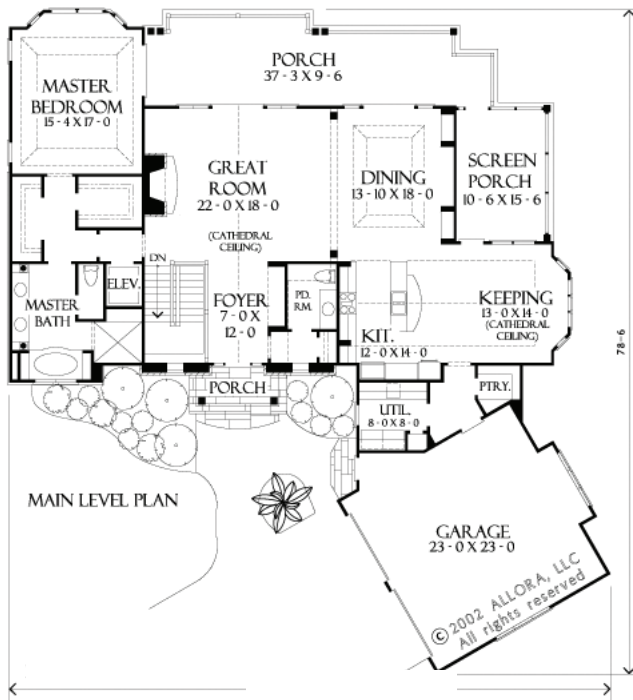 PORCH
37 - 3 X 9 - 6
MASTER
BEDROOM
15 - 4 X 17 - 0
GREAT
ROOM
22 - 0 X 18 - 0
(CATHEDRAL
CEILING)
DINING
13 - 10 X 18 - 0
SCREEN
PORCH
10 - 6 X 15 - 6
DN
ELEV.
MASTER
BATH
FOYER
7 - 0 X
12 - 0
PD.
RM.
KEEPING
13 - 0 X 14 - 0
(CATHEDRAL
CEILING)
KIT.
12 - 0 X 14 - 0
78-6
PORCH
PTRY.
UTIL.
8 - 0 X 8 - 0
MAIN LEVEL PLAN
GARAGE
23 - 0 X 23 - 0
© 2002 ALLORA, LLC
All rights reserved